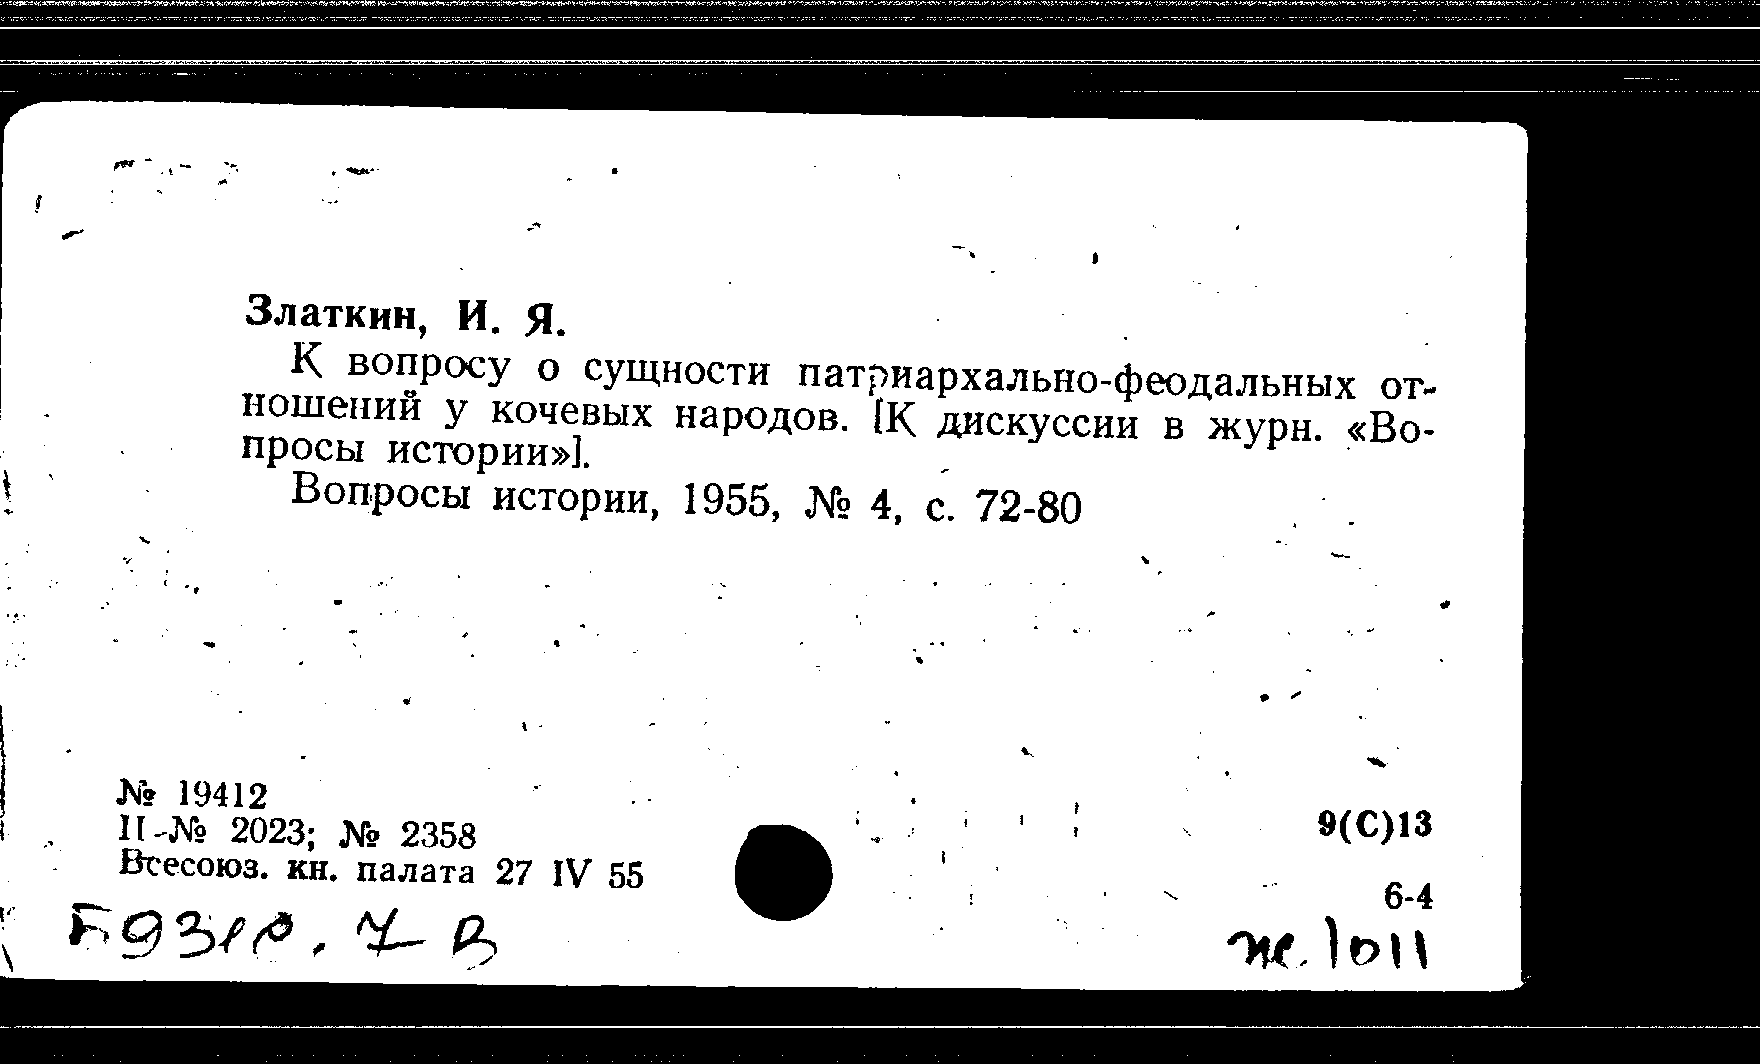 Златкин, И. Я.
К вопросу о сущности патриархально-феодальных от-
ношений у кочевых народов. [К дискуссии в журн. «Во-
просы истории»].
Вопросы истории, 1955, № 4, с. 72-80
№ 19412
II-№ 2023; № 2358
Всесоюз. кн. палата 27 IV 55
9(С)13
6-4
ж. 1011